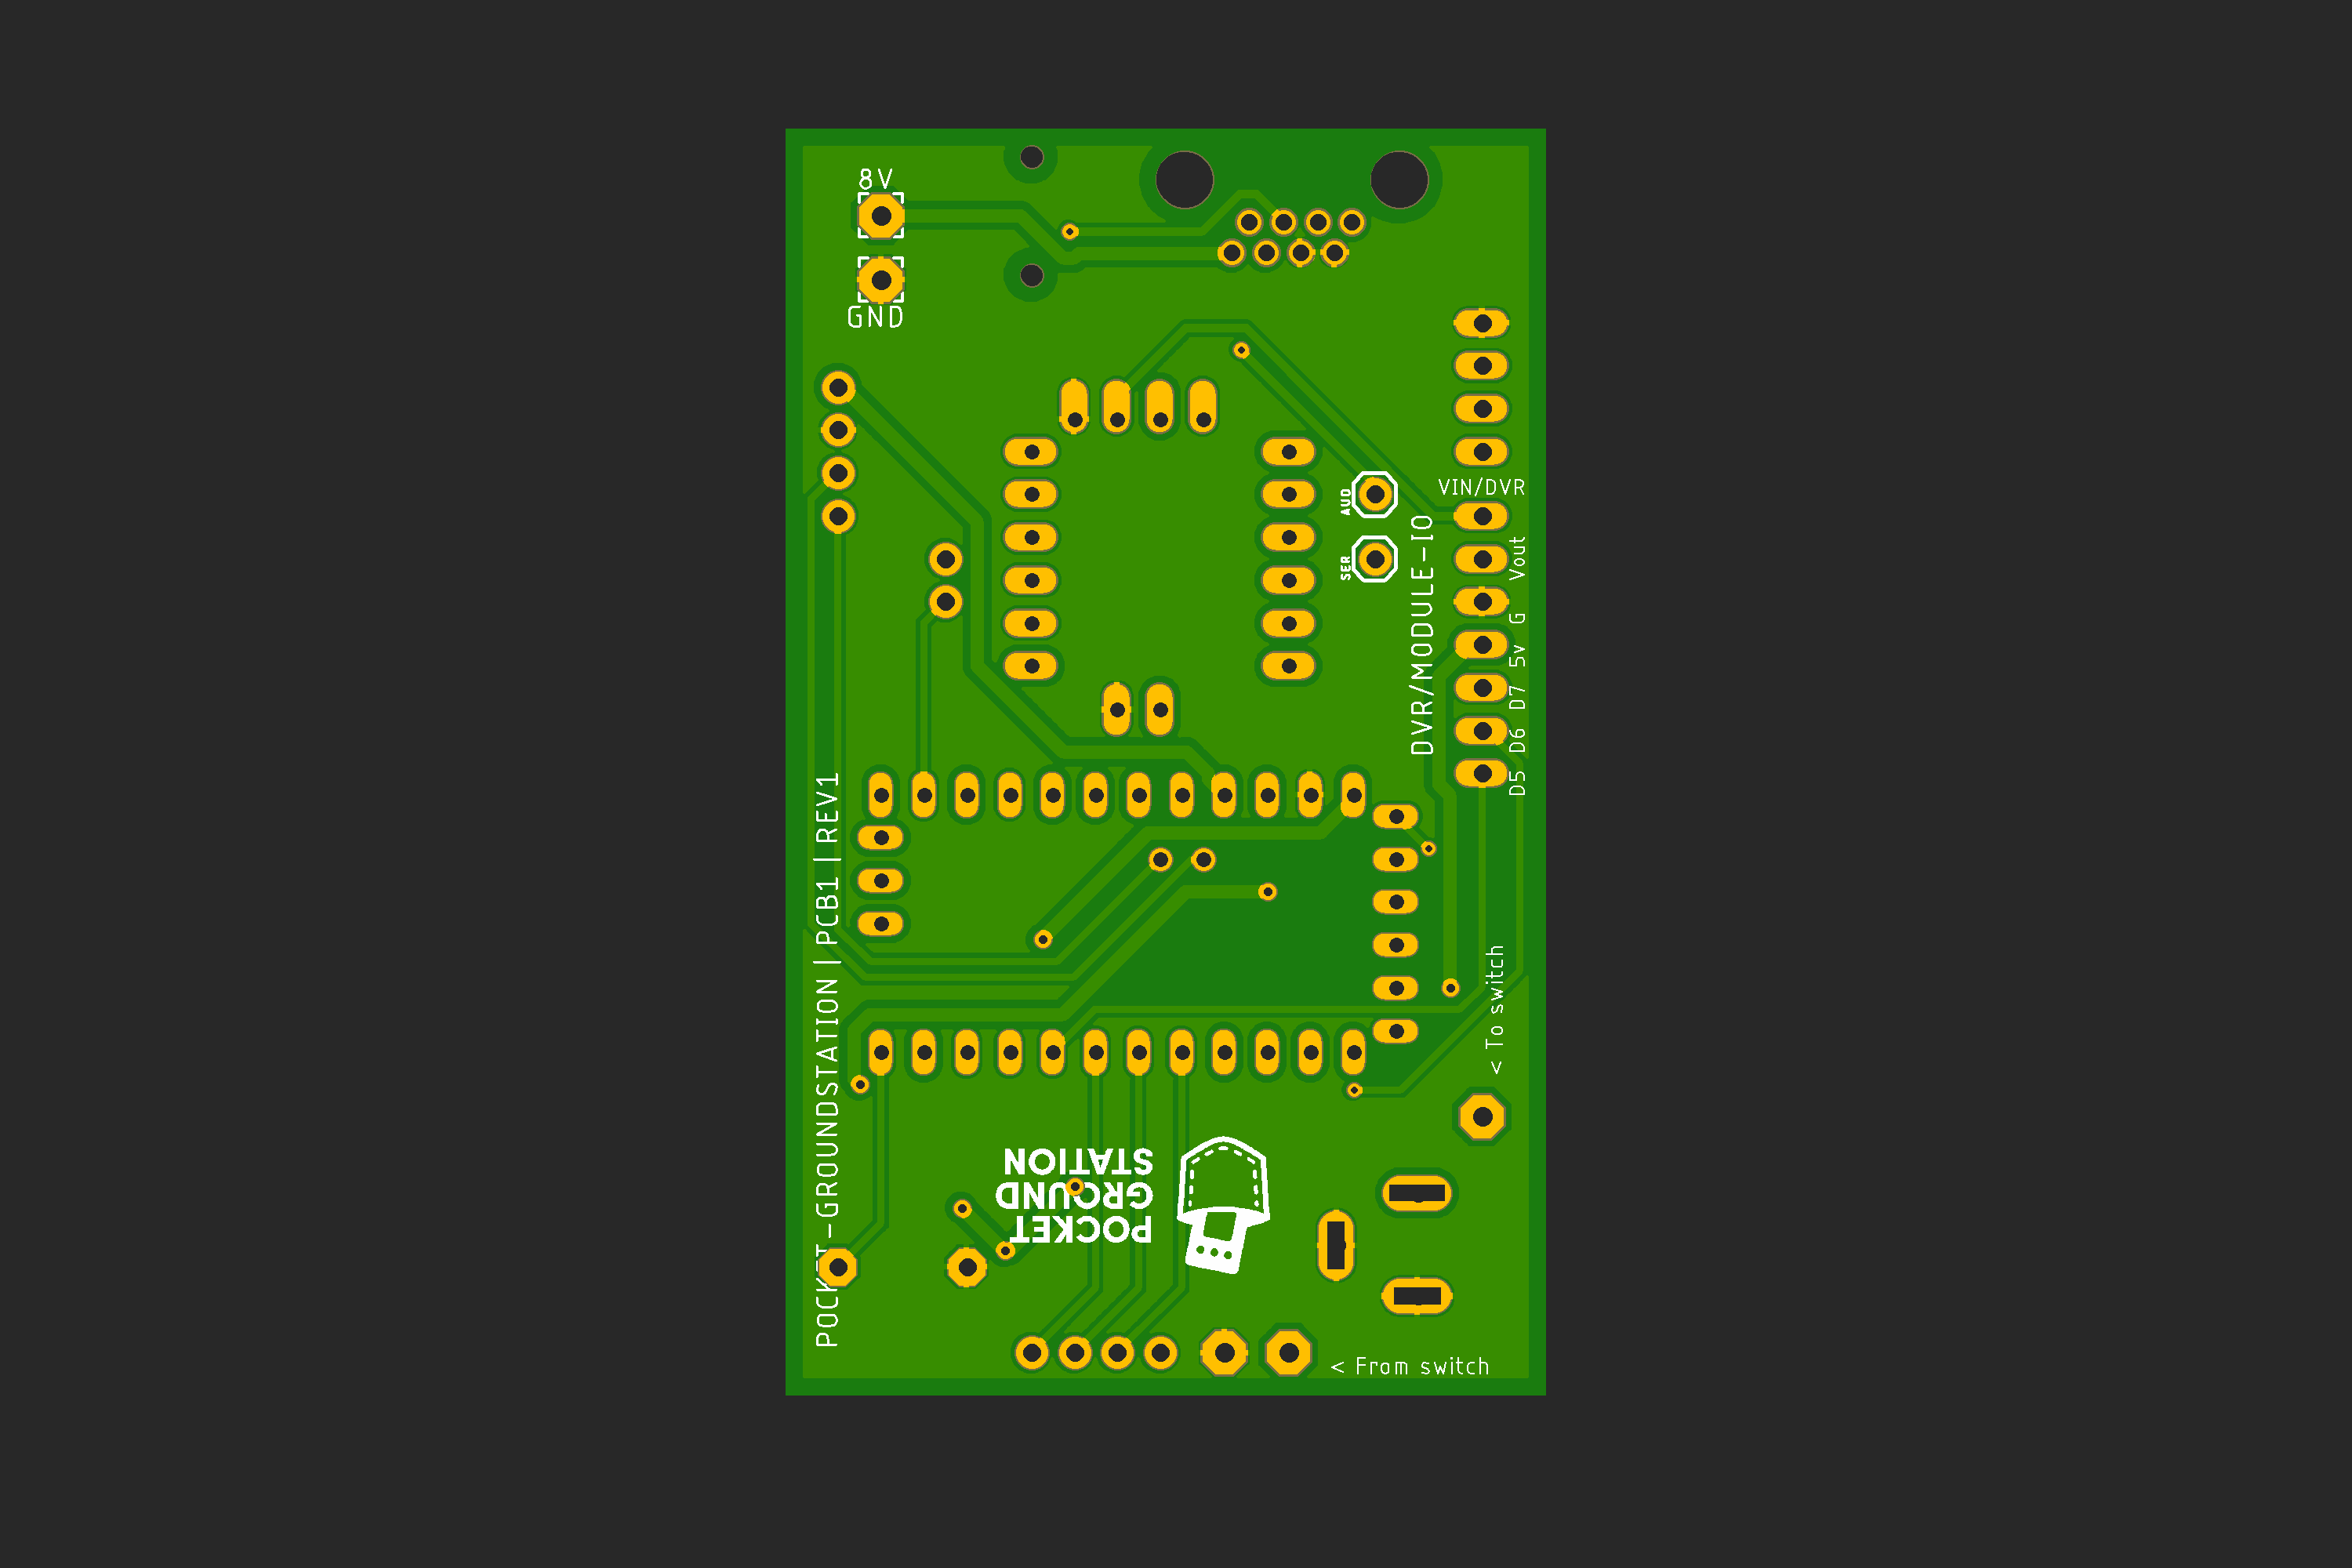 8V
GND
VIN/DVR
AUD
SER
DVR/MODULE-IO
D5 D6 D7 5v G Vout
POCKET-GROUNDSTATION | PCB1 | REV1
< To switch
POCKET
GROUND
STATION
< From switch